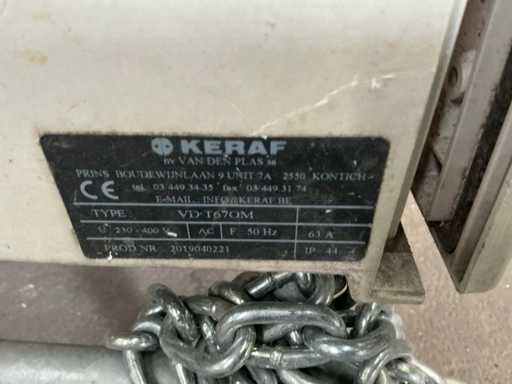 KERAF
nv VAN DEN PLAS sa
PRINS BOUDEWIJNLAAN 9 UNIT 7A 2550 KONTICH
CE tel. 03 449 34 35 fax 03 449 31 74
E-MAIL. INFO@KERAF.BE
TYPE VD T67OM
U 230 - 400 V AC F 50 Hz 63 A
PROD NR. 2019040221 IP 44